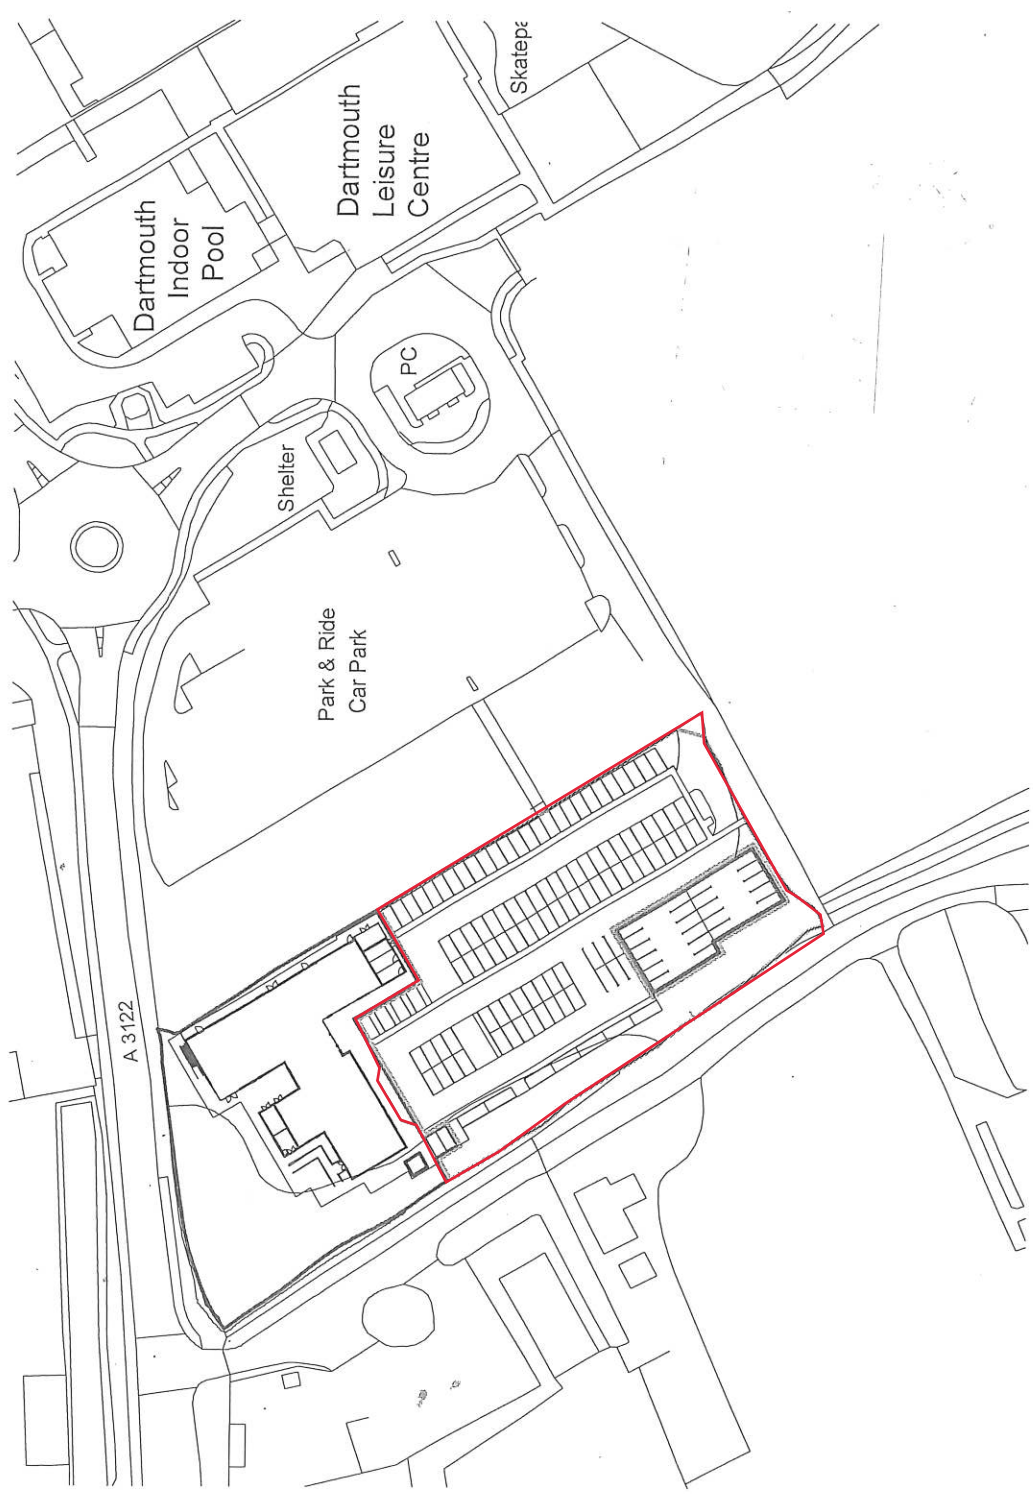 Skatepa
Dartmouth
Leisure
Centre
Dartmouth
Indoor
Pool
PC
Shelter
Park & Ride
Car Park
A 3122